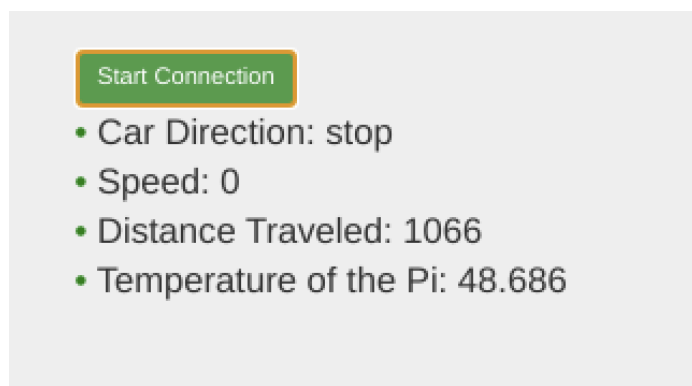 Start Connection
• Car Direction: stop
• Speed: 0
• Distance Traveled: 1066
• Temperature of the Pi: 48.686